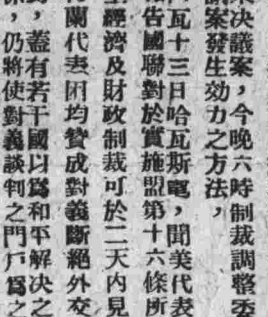 決議案，今晚六時制裁調整委
議案發生効力之方法，
瓦十三日哈瓦斯電，聞美代表
告國聯對於實施盟第十六條所
經濟及財政制裁可於二天內見
蘭代表团均贊成對義斷絕外交
，蓋有若干國以爲和平解決之
，仍將使對義談判之門戶爲之